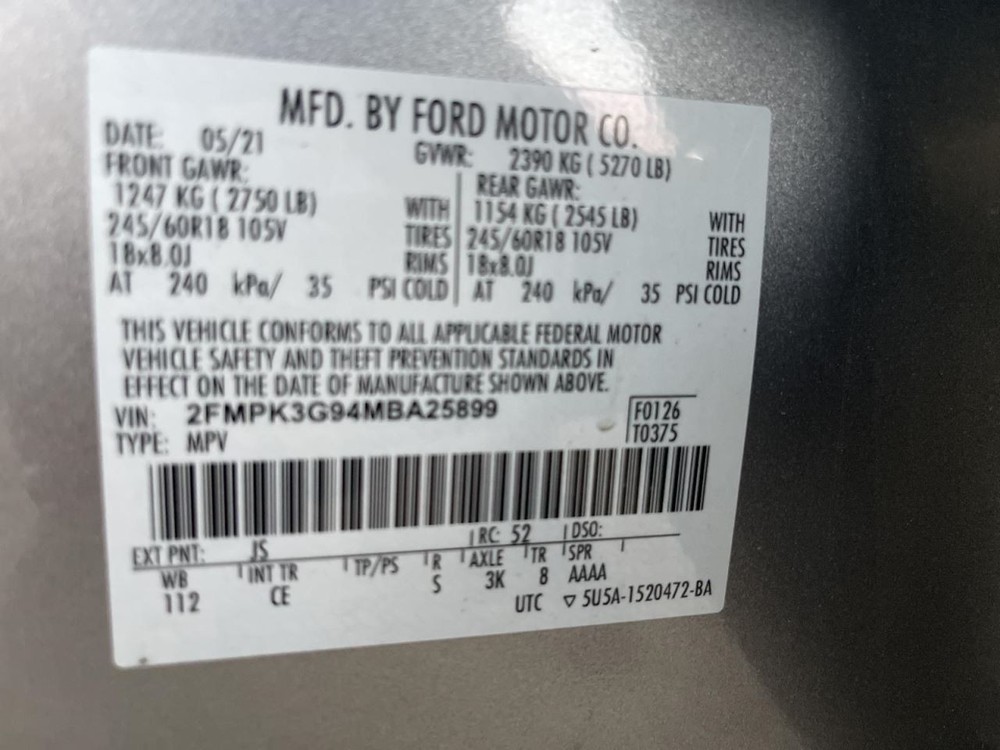 MFD. BY FORD MOTOR CO.
DATE: 05/21 GVWR: 2390 KG ( 5270 LB)
FRONT GAWR: REAR GAWR:
1247 KG ( 2750 LB) WITH 1154 KG ( 2545 LB) WITH
245/60R18 105V TIRES 245/60R18 105V TIRES
18x8.0J RIMS 18x8.0J RIMS
AT 240 kPa/ 35 PSI COLD AT 240 kPa/ 35 PSI COLD
THIS VEHICLE CONFORMS TO ALL APPLICABLE FEDERAL MOTOR
VEHICLE SAFETY AND THEFT PREVENTION STANDARDS IN
EFFECT ON THE DATE OF MANUFACTURE SHOWN ABOVE.
VIN: 2FMPK3G94MBA25899 F0126
TYPE: MPV T0375
EXT PNT: JS RC: 52 DSO:
WB INT TR TP/PS R AXLE TR SPR
112 CE S 3K 8 AAAA
UTC ▽ 5U5A-1520472-BA